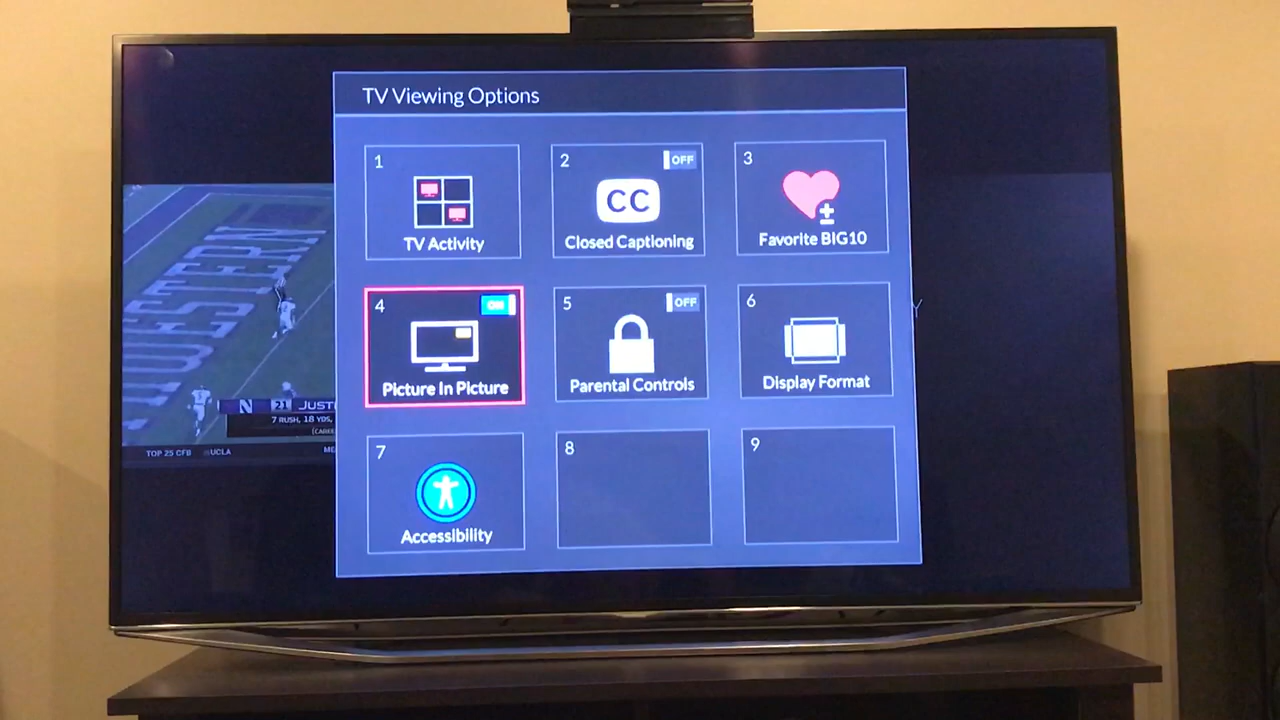 TV Viewing Options
1
TV Activity
2
OFF
CC
Closed Captioning
3
Favorite BIG10
4
ON
Picture In Picture
5
OFF
Parental Controls
6
Display Format
7
Accessibility
8
9
WESTERN
N 21 JUST
7 RUSH, 18 YDS,
TOP 25 CFB UCLA
Y